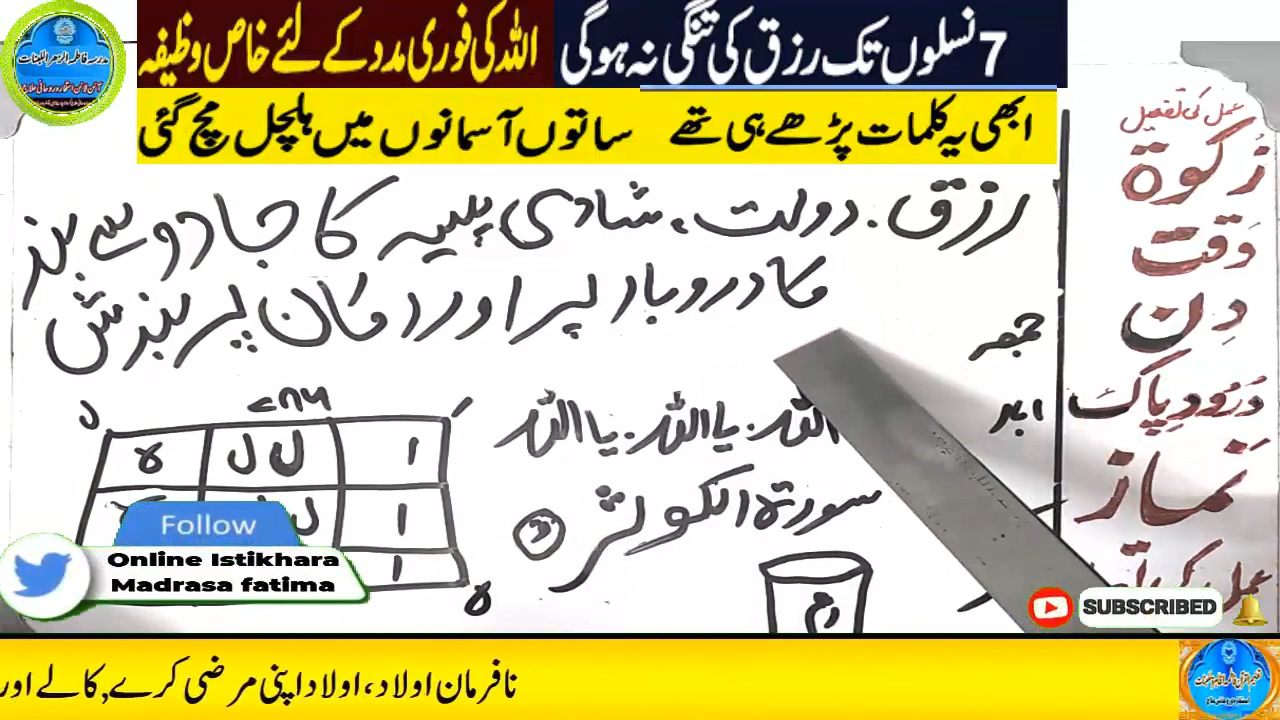 7 نسلوں تک رزق کی تنگی نہ ہوگی
اللہ کی فوری مدد کے لئے خاص وظیفہ
ابھی یہ کلمات پڑھے ہی تھے ساتوں آسمانوں میں ہلچل مچ گئی
رزق، دولت، شادی پیسہ کا جادو سے بند
کاروبار پر اور دکان پر بندش
عمل کی تفصیل
زکوۃ
وقت
دن
درود پاک
نماز
جمعہ
یا اللہ۔ یا اللہ
سورۃ الکوثر
ہ ل ل ا
ا
ا
ہ
Follow
Online Istikhara
Madrasa fatima
SUBSCRIBED
نافرمان اولاد، اولاد اپنی مرضی کرے, کالے اور